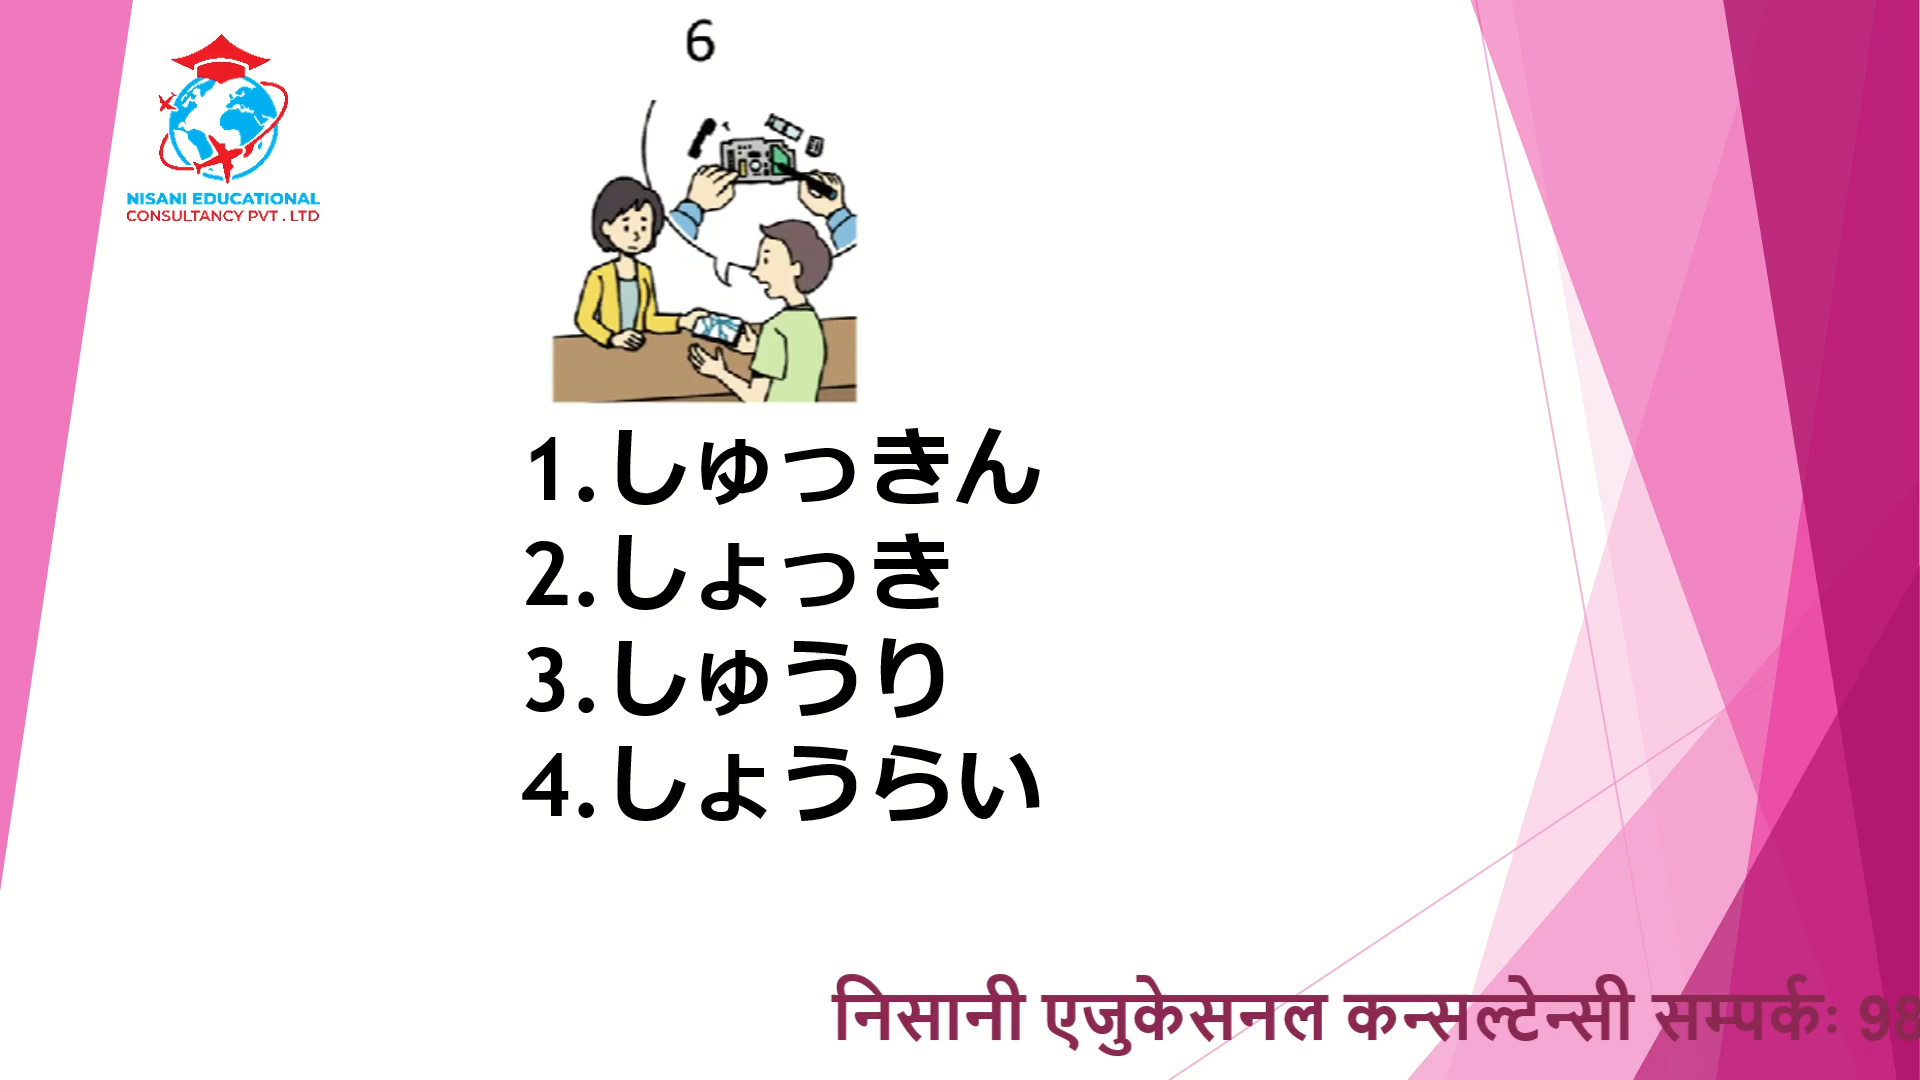 6
NISANI EDUCATIONAL
CONSULTANCY PVT . LTD
1.しゅっきん
2.しょっき
3.しゅうり
4.しょうらい
निसानी एजुकेसनल कन्सल्टेन्सी सम्पर्कः 98